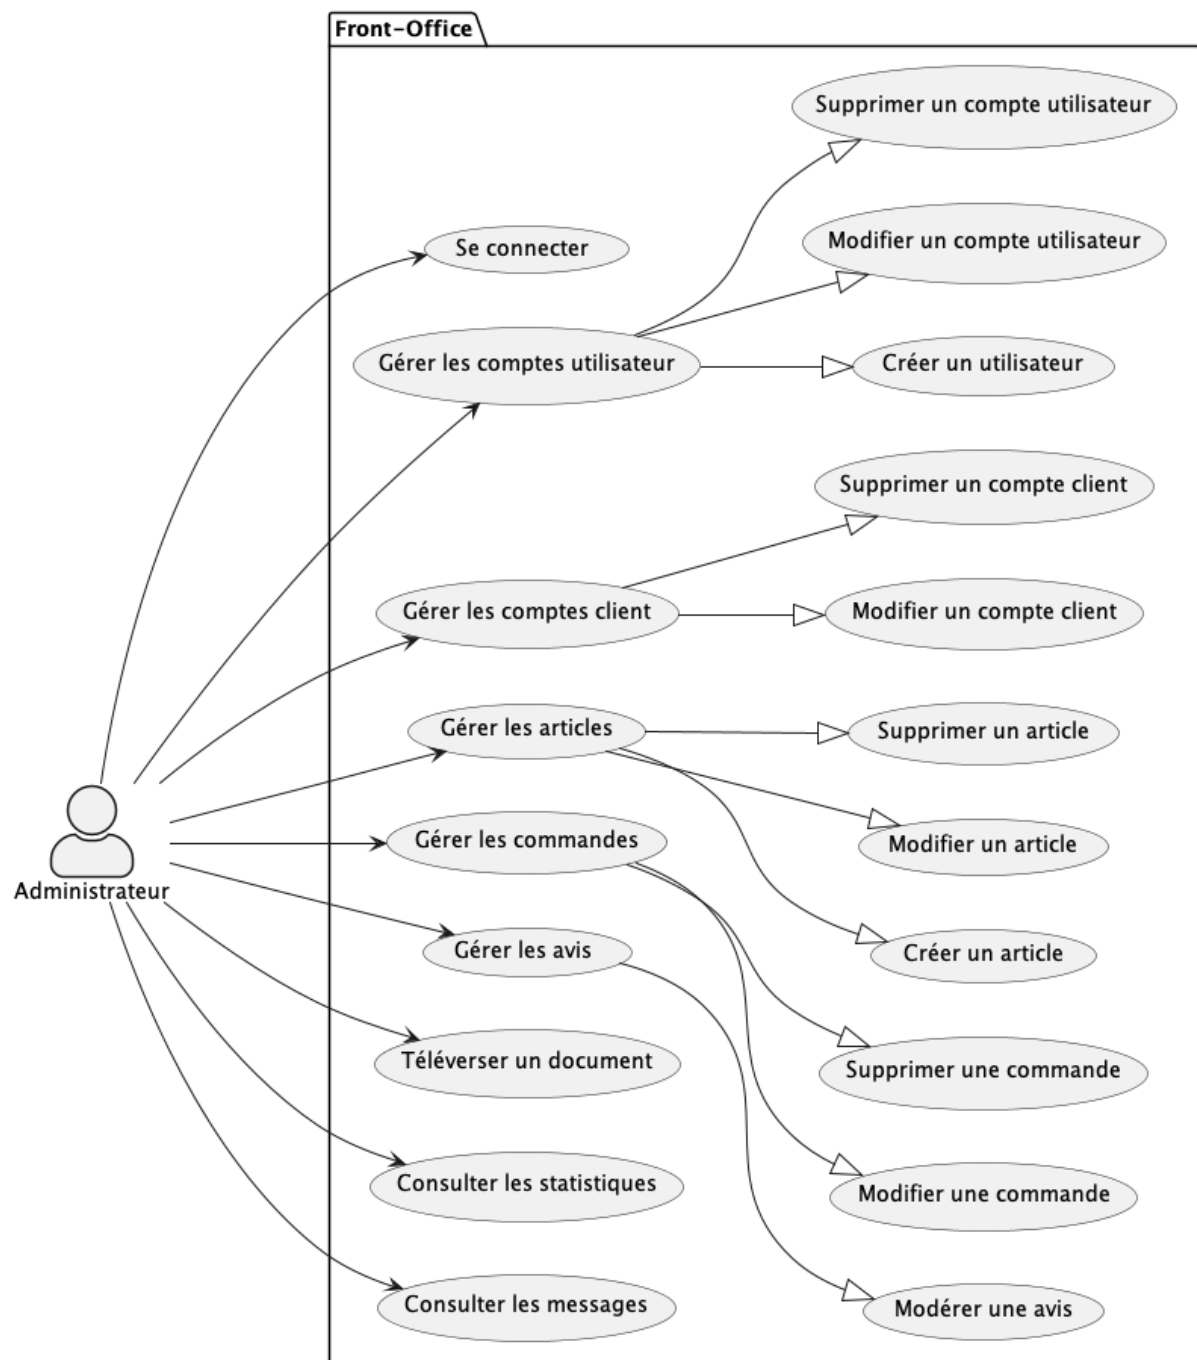 Front-Office
Supprimer un compte utilisateur
Modifier un compte utilisateur
Se connecter
Gérer les comptes utilisateur
Créer un utilisateur
Supprimer un compte client
Gérer les comptes client
Modifier un compte client
Gérer les articles
Supprimer un article
Gérer les commandes
Modifier un article
Administrateur
Gérer les avis
Créer un article
Téléverser un document
Supprimer une commande
Consulter les statistiques
Modifier une commande
Consulter les messages
Modérer une avis